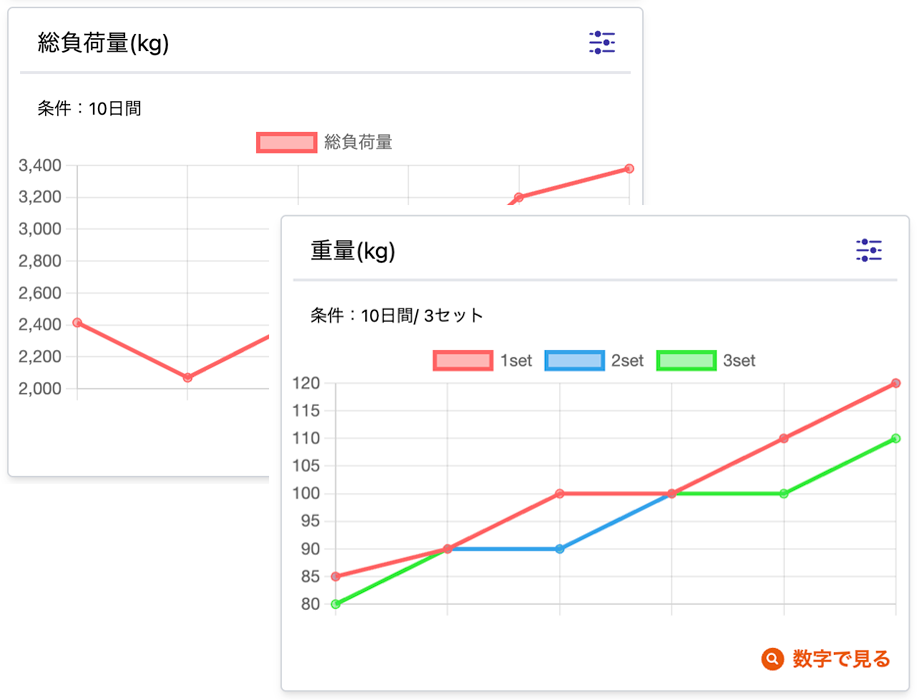 総負荷量(kg)
条件：10日間
総負荷量
3,400
3,200
3,000
2,800
2,600
2,400
2,200
2,000
重量(kg)
条件：10日間/ 3セット
1set 2set 3set
120
115
110
105
100
95
90
85
80
数字で見る